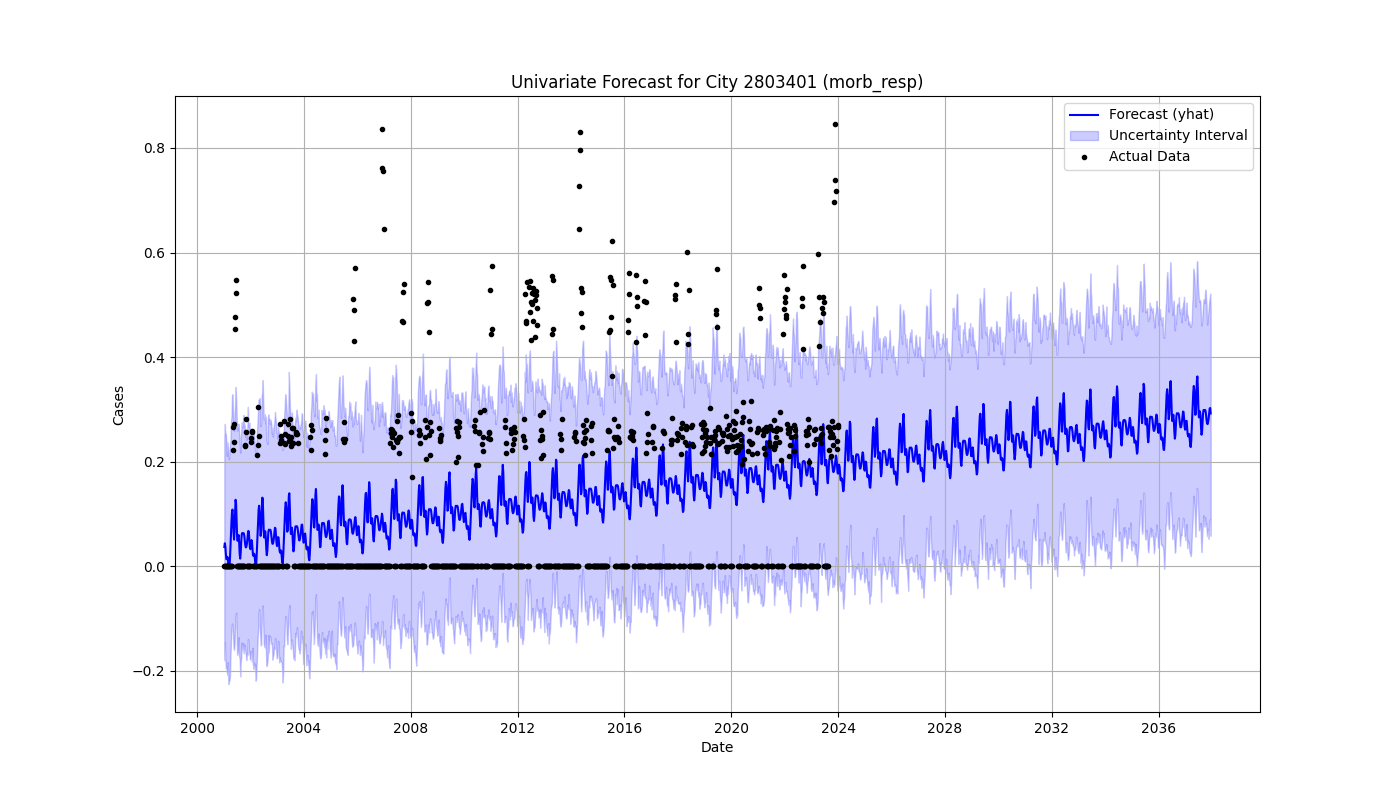 Univariate Forecast for City 2803401 (morb_resp)
Forecast (yhat)
Uncertainty Interval
Actual Data
Cases
0.8
0.6
0.4
0.2
0.0
−0.2
2000 2004 2008 2012 2016 2020 2024 2028 2032 2036
Date